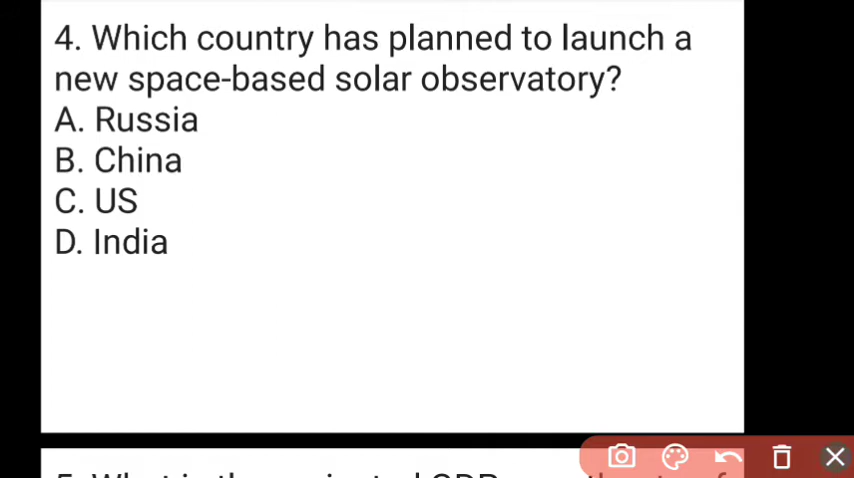 4. Which country has planned to launch a
new space-based solar observatory?
A. Russia
B. China
C. US
D. India